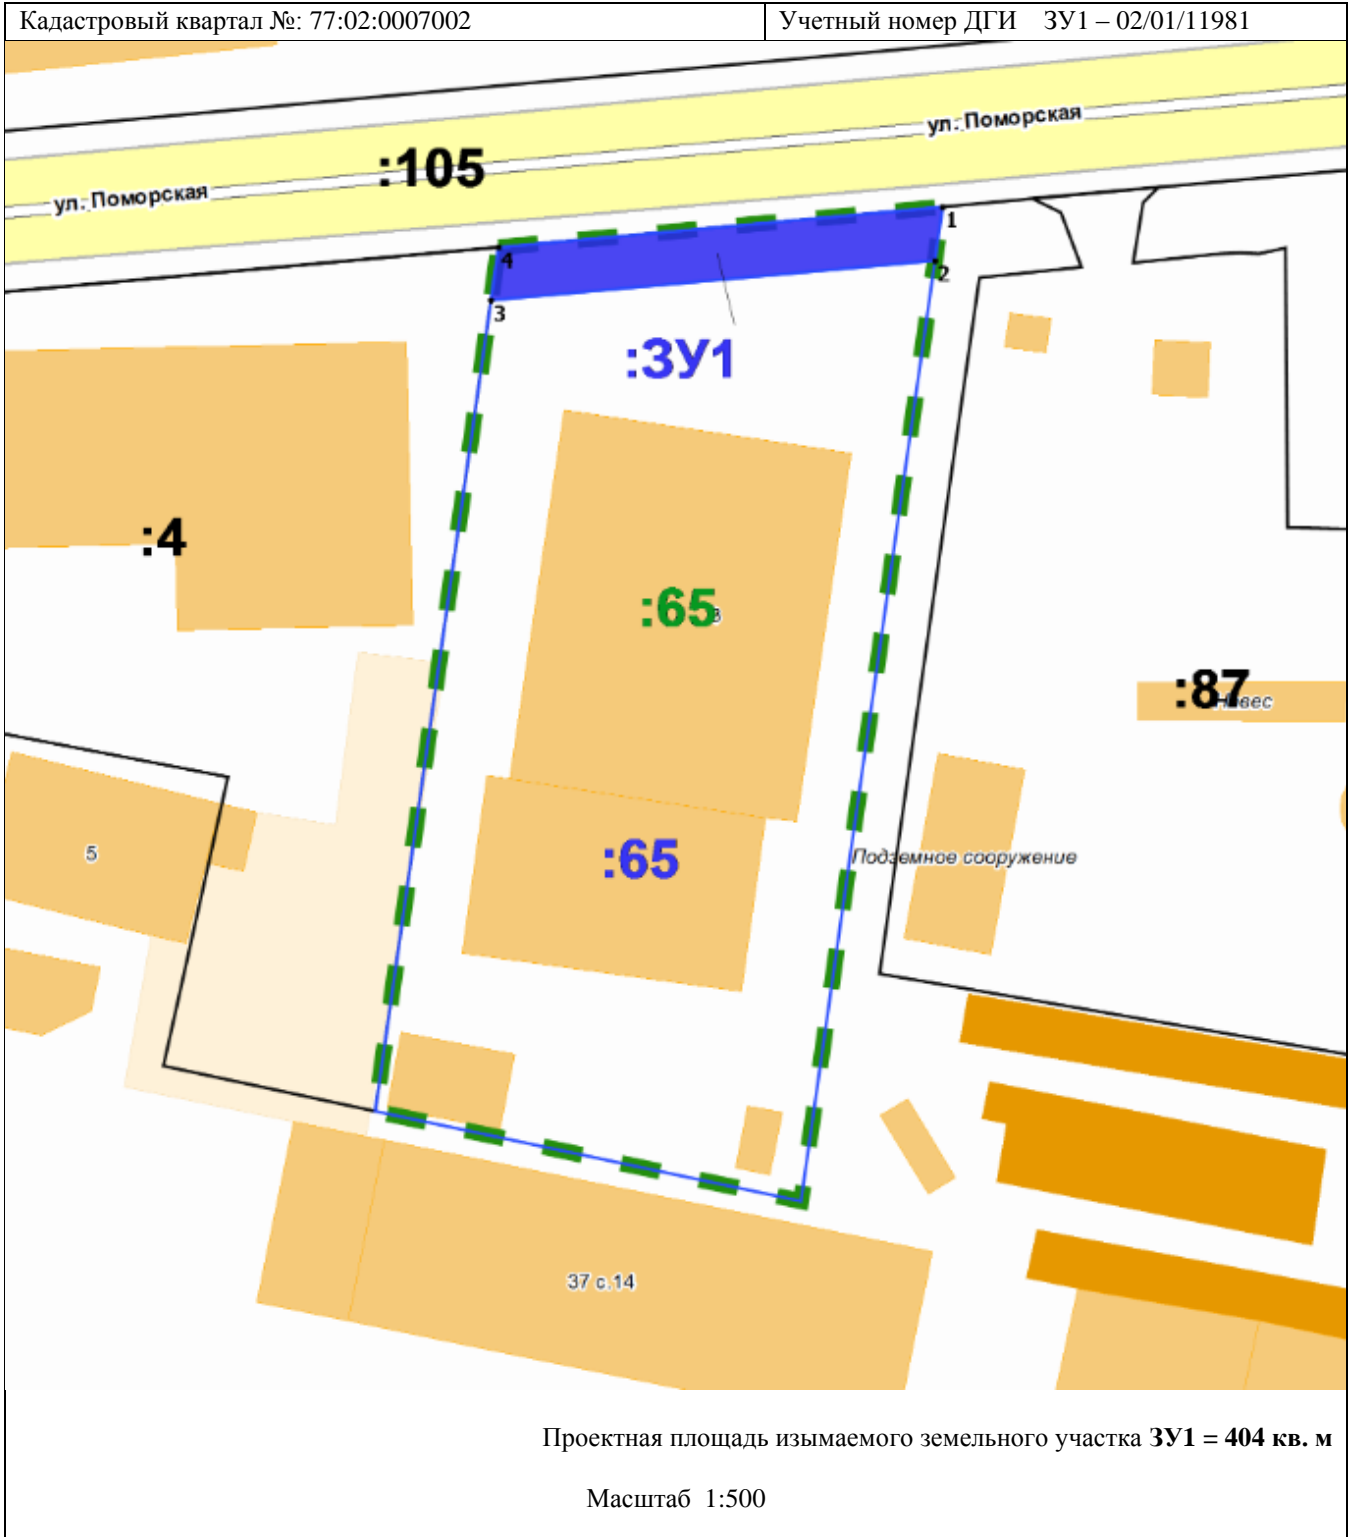 Кадастровый квартал №: 77:02:0007002
Учетный номер ДГИ ЗУ1 – 02/01/11981
ул. Поморская
:105
ул. Поморская
1
4
2
3
:ЗУ1
:4
:65
:87
Навес
5
:65
Подземное сооружение
37 с.14
Проектная площадь изымаемого земельного участка ЗУ1 = 404 кв. м
Масштаб 1:500